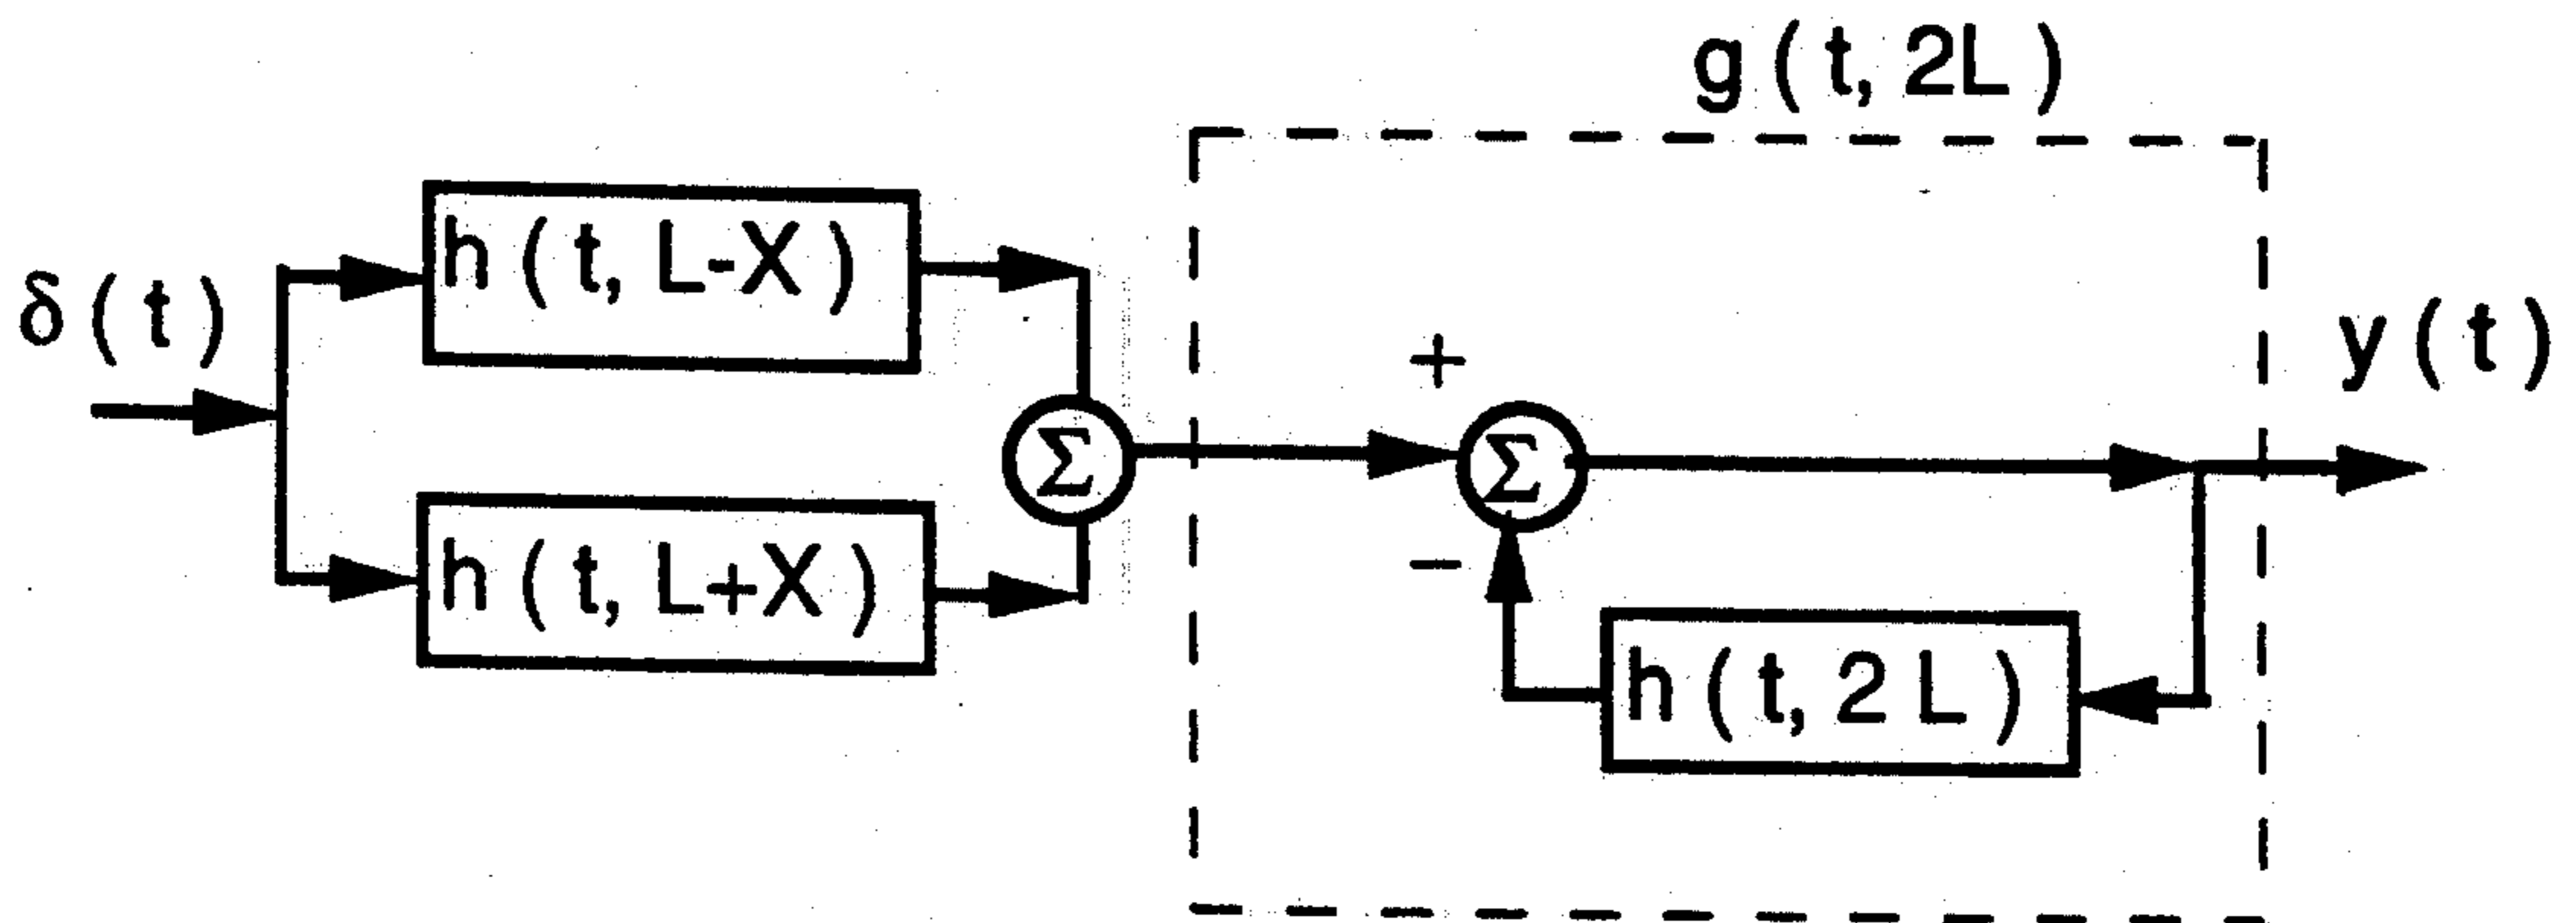 g ( t, 2L )
h ( t, L-X )
δ ( t )
+
y ( t )
Σ
Σ
h ( t, L+X )
−
h ( t, 2 L )